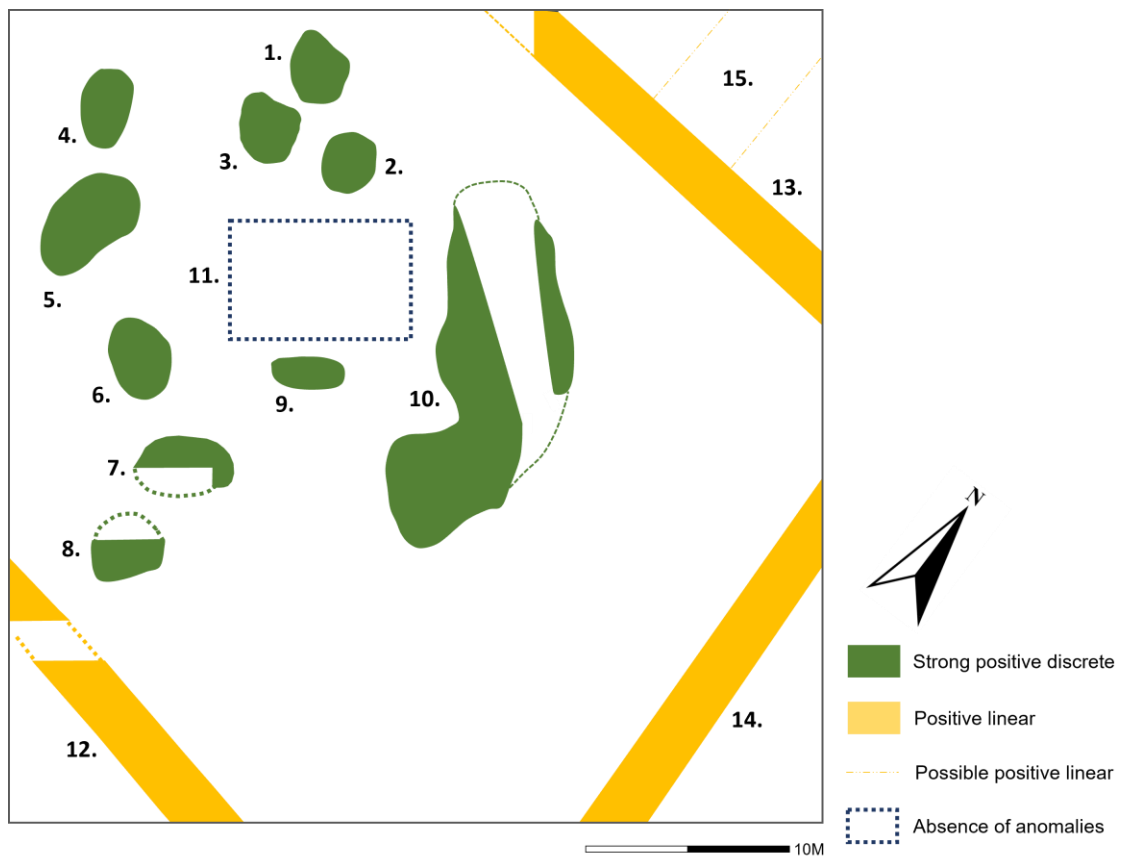 1.
4.
15.
3.
2.
13.
11.
5.
6.
10.
9.
7.
8.
N
12.
14.
Strong positive discrete
Positive linear
Possible positive linear
Absence of anomalies
10M